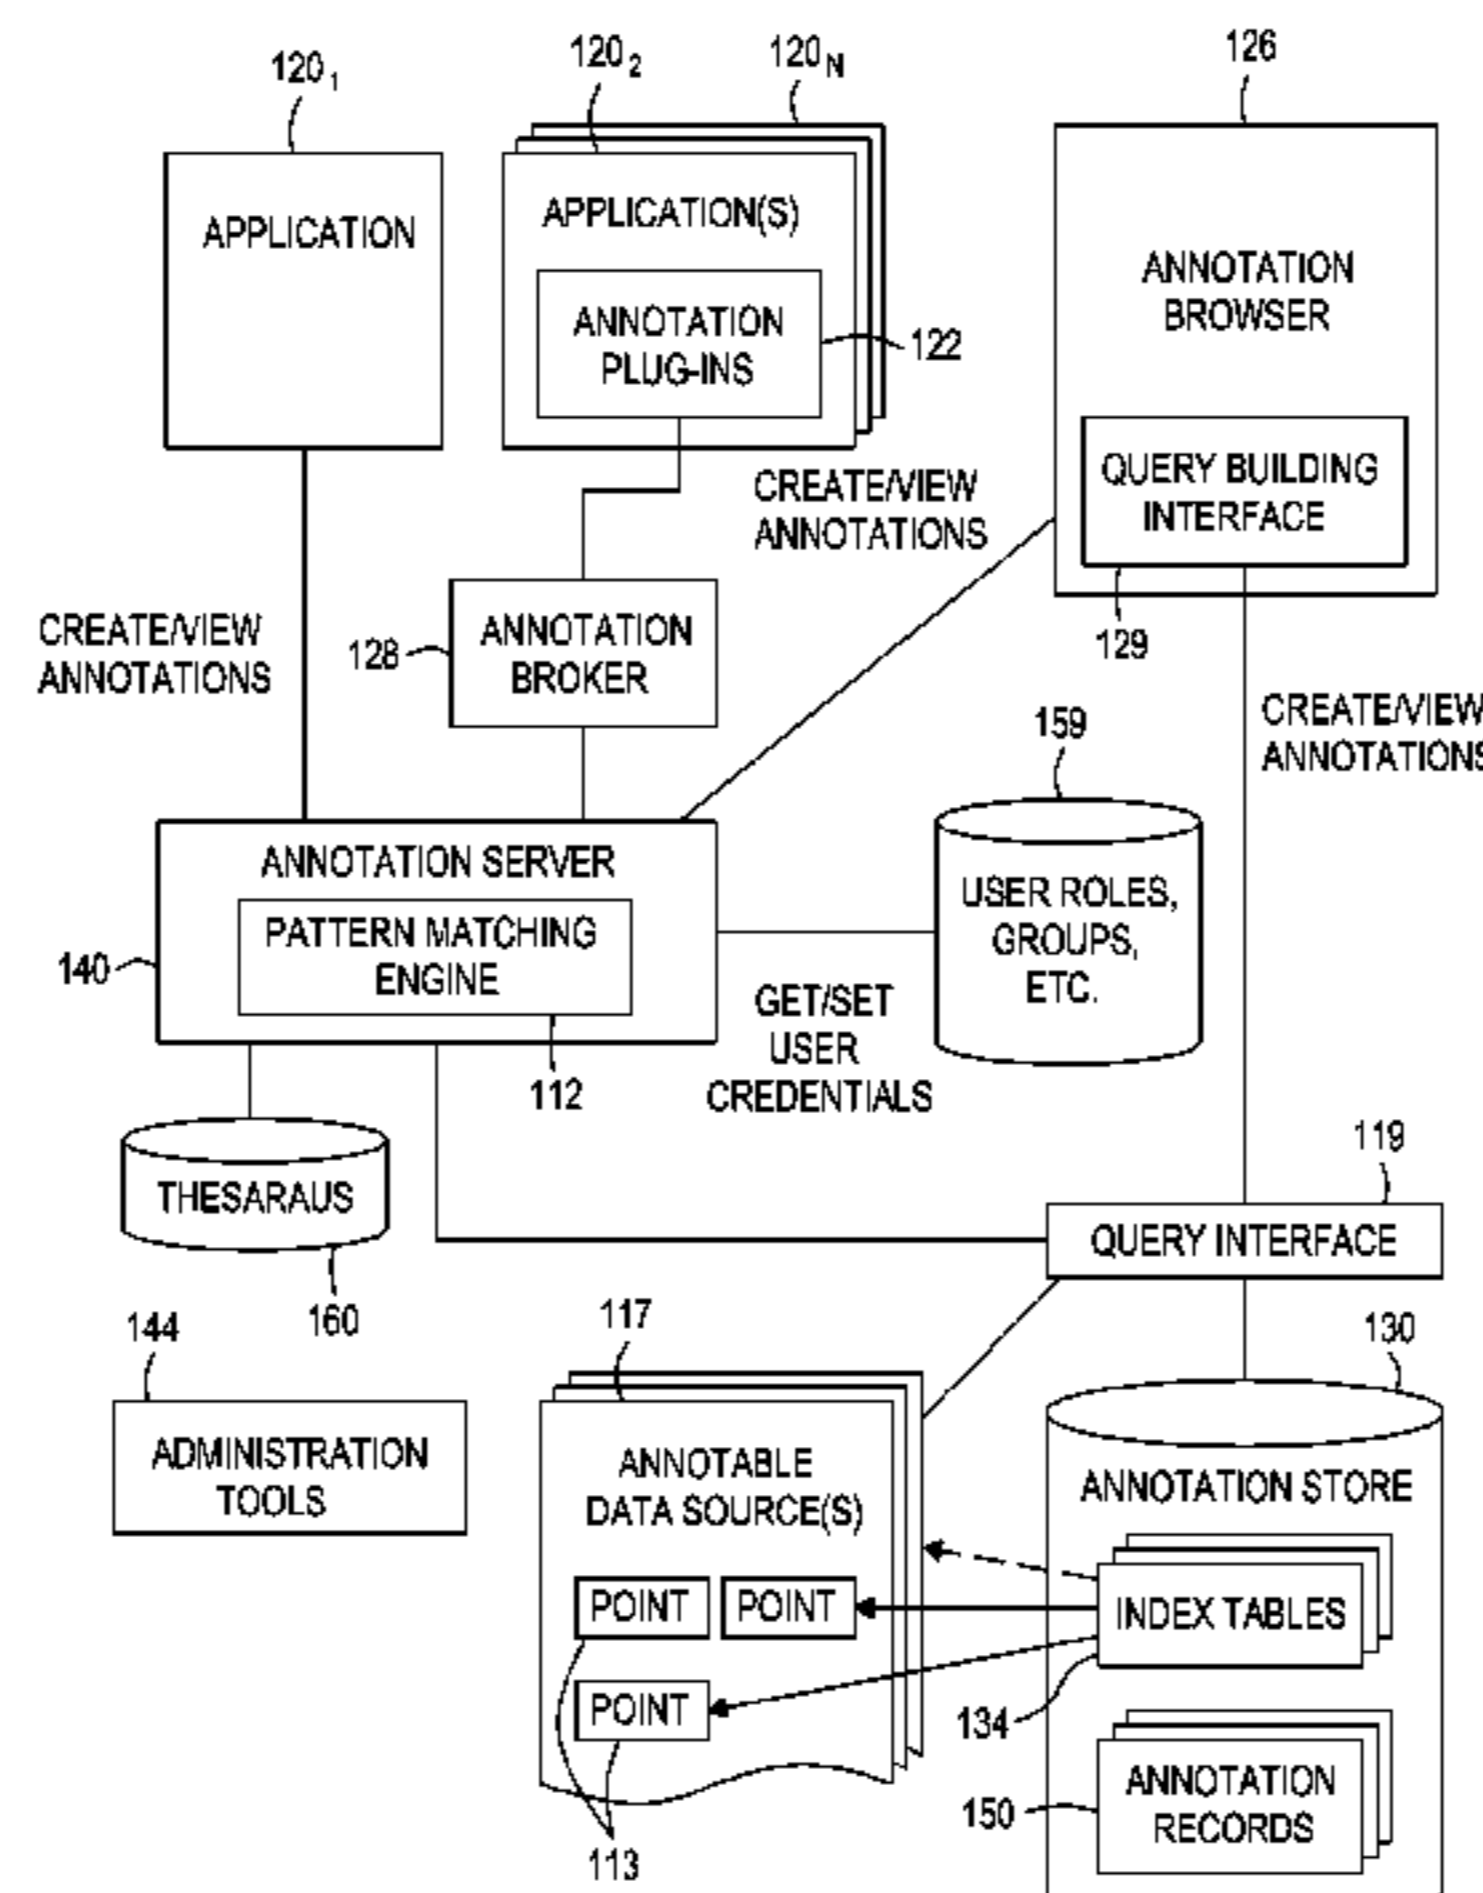 120₁
120₂
120N
126
APPLICATION
APPLICATION(S)
ANNOTATION
PLUG-INS
122
ANNOTATION
BROWSER
QUERY BUILDING
INTERFACE
129
CREATE/VIEW
ANNOTATIONS
CREATE/VIEW
ANNOTATIONS
128
ANNOTATION
BROKER
CREATE/VIEW
ANNOTATIONS
159
ANNOTATION SERVER
PATTERN MATCHING
ENGINE
140
112
USER ROLES,
GROUPS,
ETC.
GET/SET
USER
CREDENTIALS
THESARAUS
160
119
QUERY INTERFACE
144
ADMINISTRATION
TOOLS
117
ANNOTABLE
DATA SOURCE(S)
POINT
POINT
POINT
113
130
ANNOTATION STORE
INDEX TABLES
134
ANNOTATION
RECORDS
150